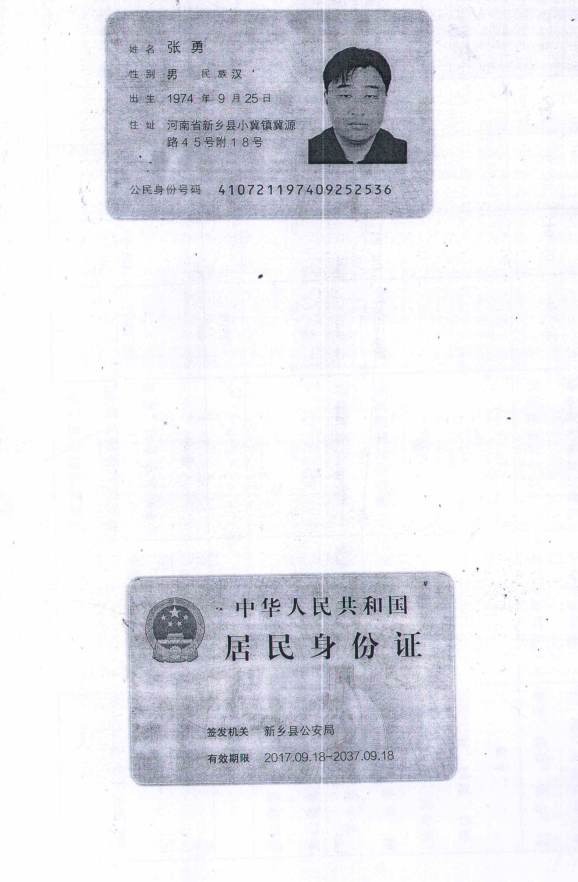 姓名 张勇
性别 男 民族 汉
出生 1974 年 9 月 25 日
住址 河南省新乡县小冀镇冀源
路45号附18号
公民身份号码 410721197409252536
中华人民共和国
居民身份证
签发机关 新乡县公安局
有效期限 2017.09.18-2037.09.18